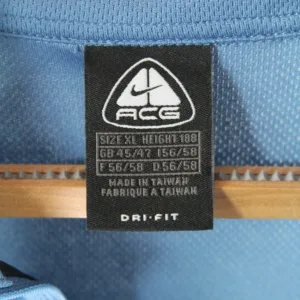 ACG
SIZE XL HEIGHT 188
GB 45/47 I 56/58
F 56/58 D 56/58
MADE IN TAIWAN
FABRIQUE A TAIWAN
DRI-FIT